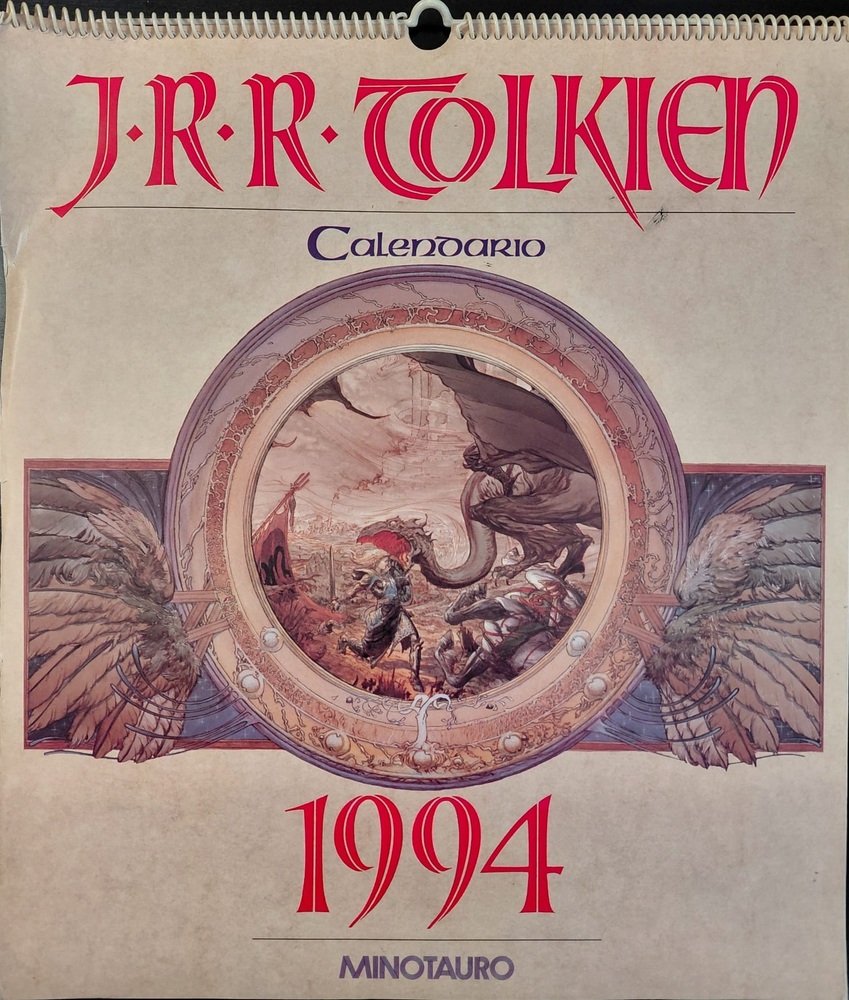 J·R·R· TOLKIEN
Calendario
1994
MINOTAURO